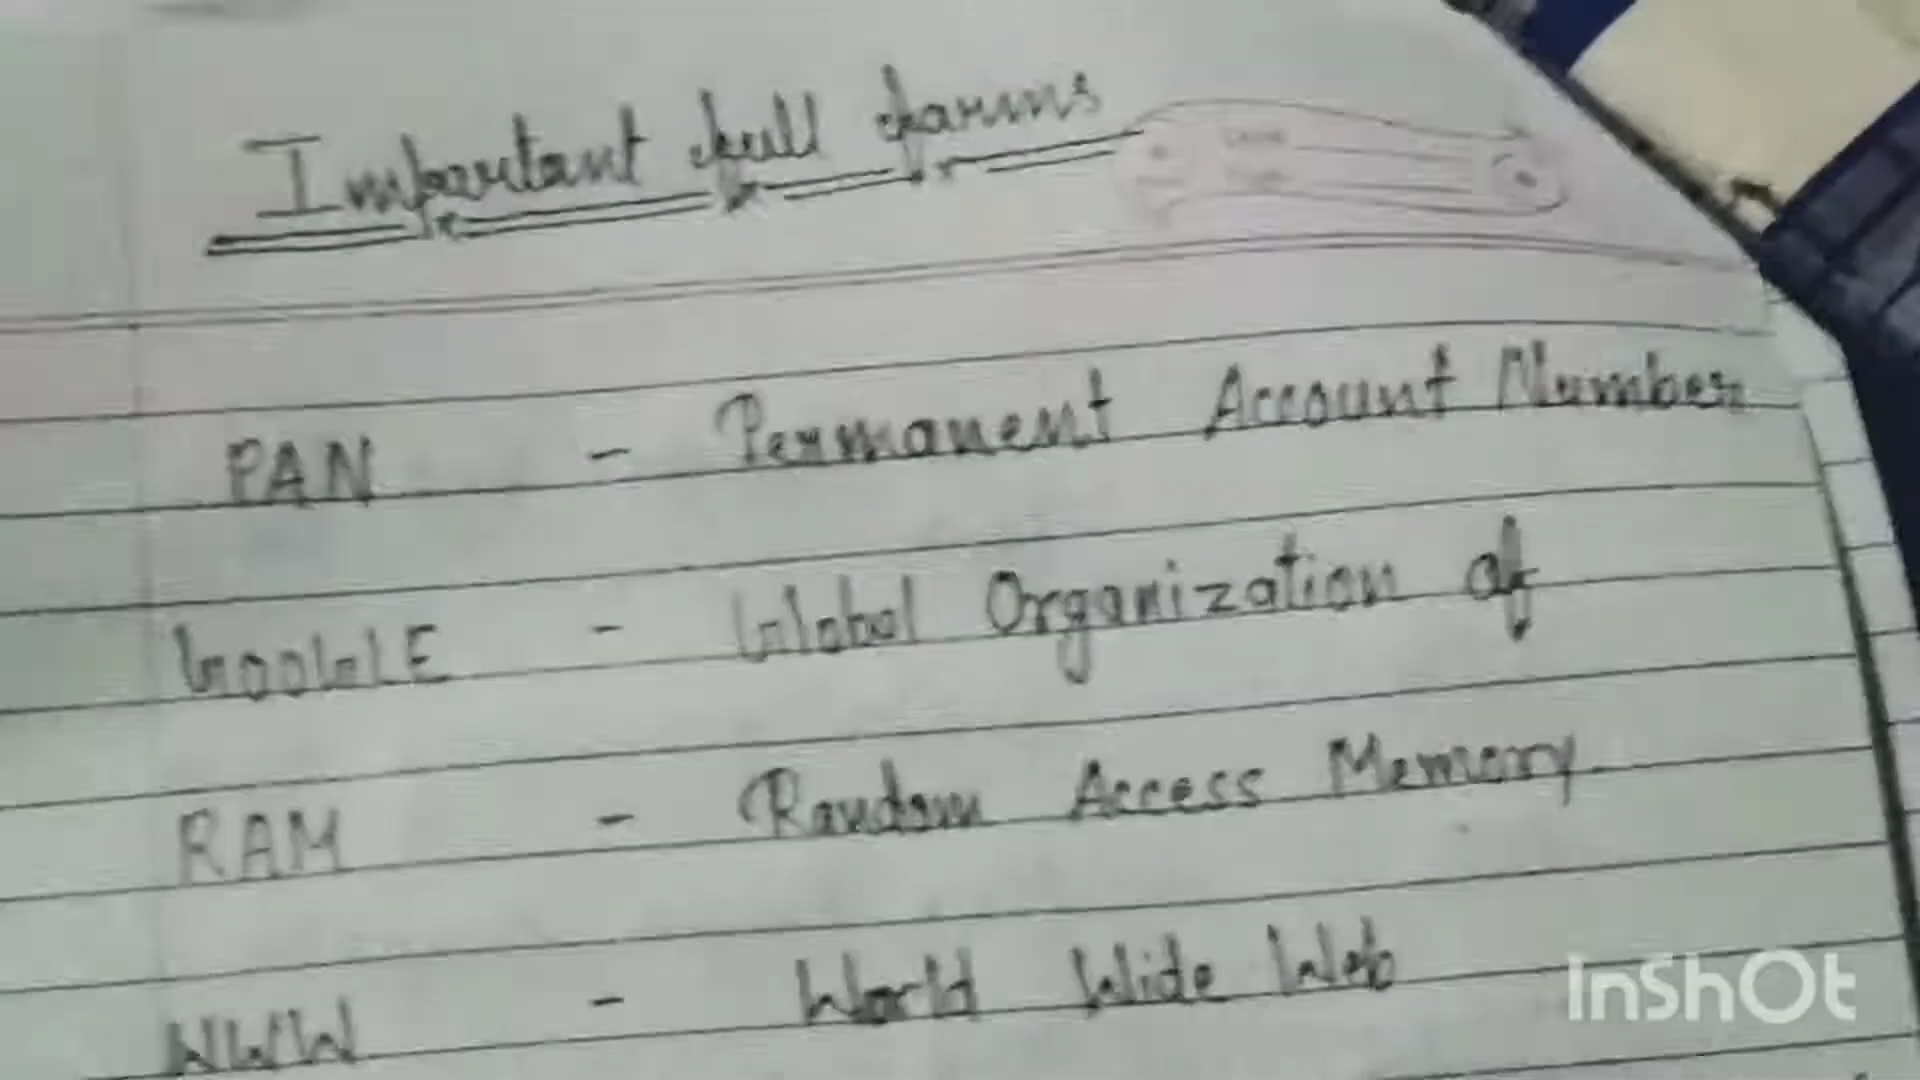 Important full forms
PAN - Permanent Account Number
GOOGLE - Global Organization of
RAM - Random Access Memory
WWW - World Wide Web
InShOt